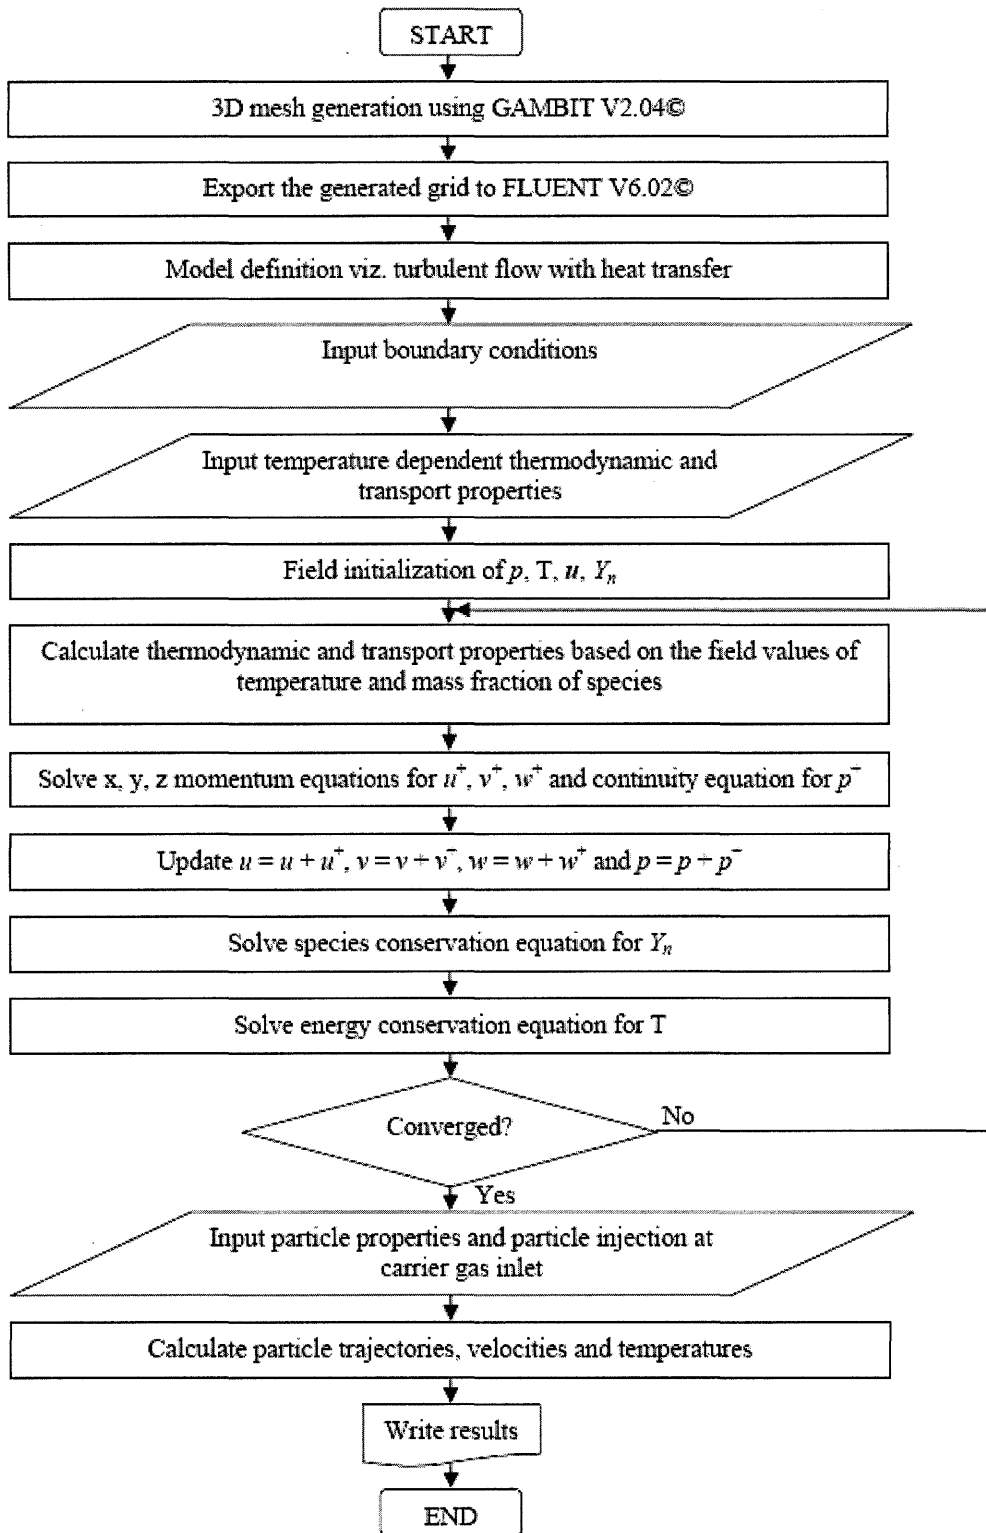 START
3D mesh generation using GAMBIT V2.04©
Export the generated grid to FLUENT V6.02©
Model definition viz. turbulent flow with heat transfer
Input boundary conditions
Input temperature dependent thermodynamic and
transport properties
Field initialization of p, T, u, Yₙ
Calculate thermodynamic and transport properties based on the field values of
temperature and mass fraction of species
Solve x, y, z momentum equations for u⁺, v⁺, w⁺ and continuity equation for p⁺
Update u = u + u⁺, v = v + v⁺, w = w + w⁺ and p = p + p⁺
Solve species conservation equation for Yₙ
Solve energy conservation equation for T
Converged?
No
Yes
Input particle properties and particle injection at
carrier gas inlet
Calculate particle trajectories, velocities and temperatures
Write results
END